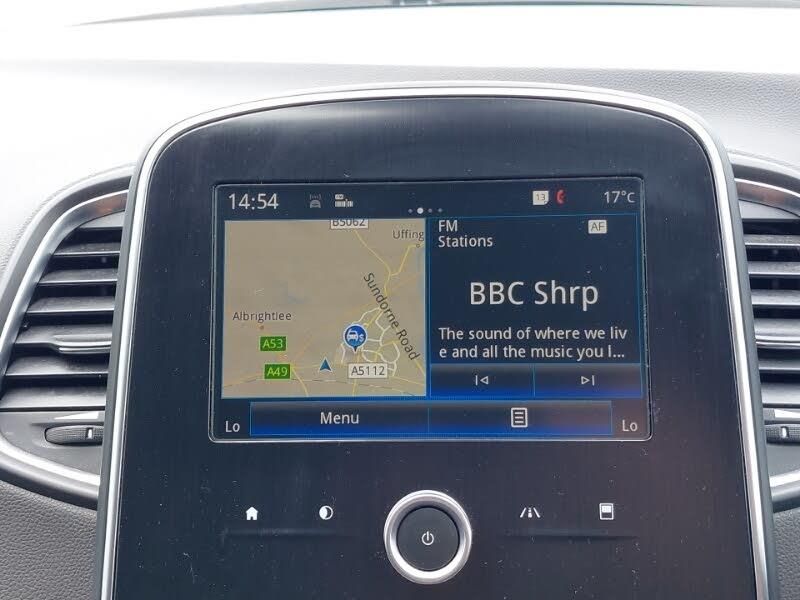 14:54
13
17°C
B5062
Uffing
Sundorne Road
Albrightlee
A53
A49
A5112
FM
Stations
AF
BBC Shrp
The sound of where we liv
e and all the music you l...
Lo
Menu
Lo